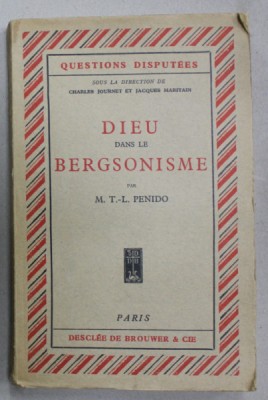 QUESTIONS DISPUTÉES
SOUS LA DIRECTION DE
CHARLES JOURNET ET JACQUES MARITAIN
DIEU
DANS LE
BERGSONISME
PAR
M. T.-L. PENIDO
PARIS
DESCLÉE DE BROUWER & CIE